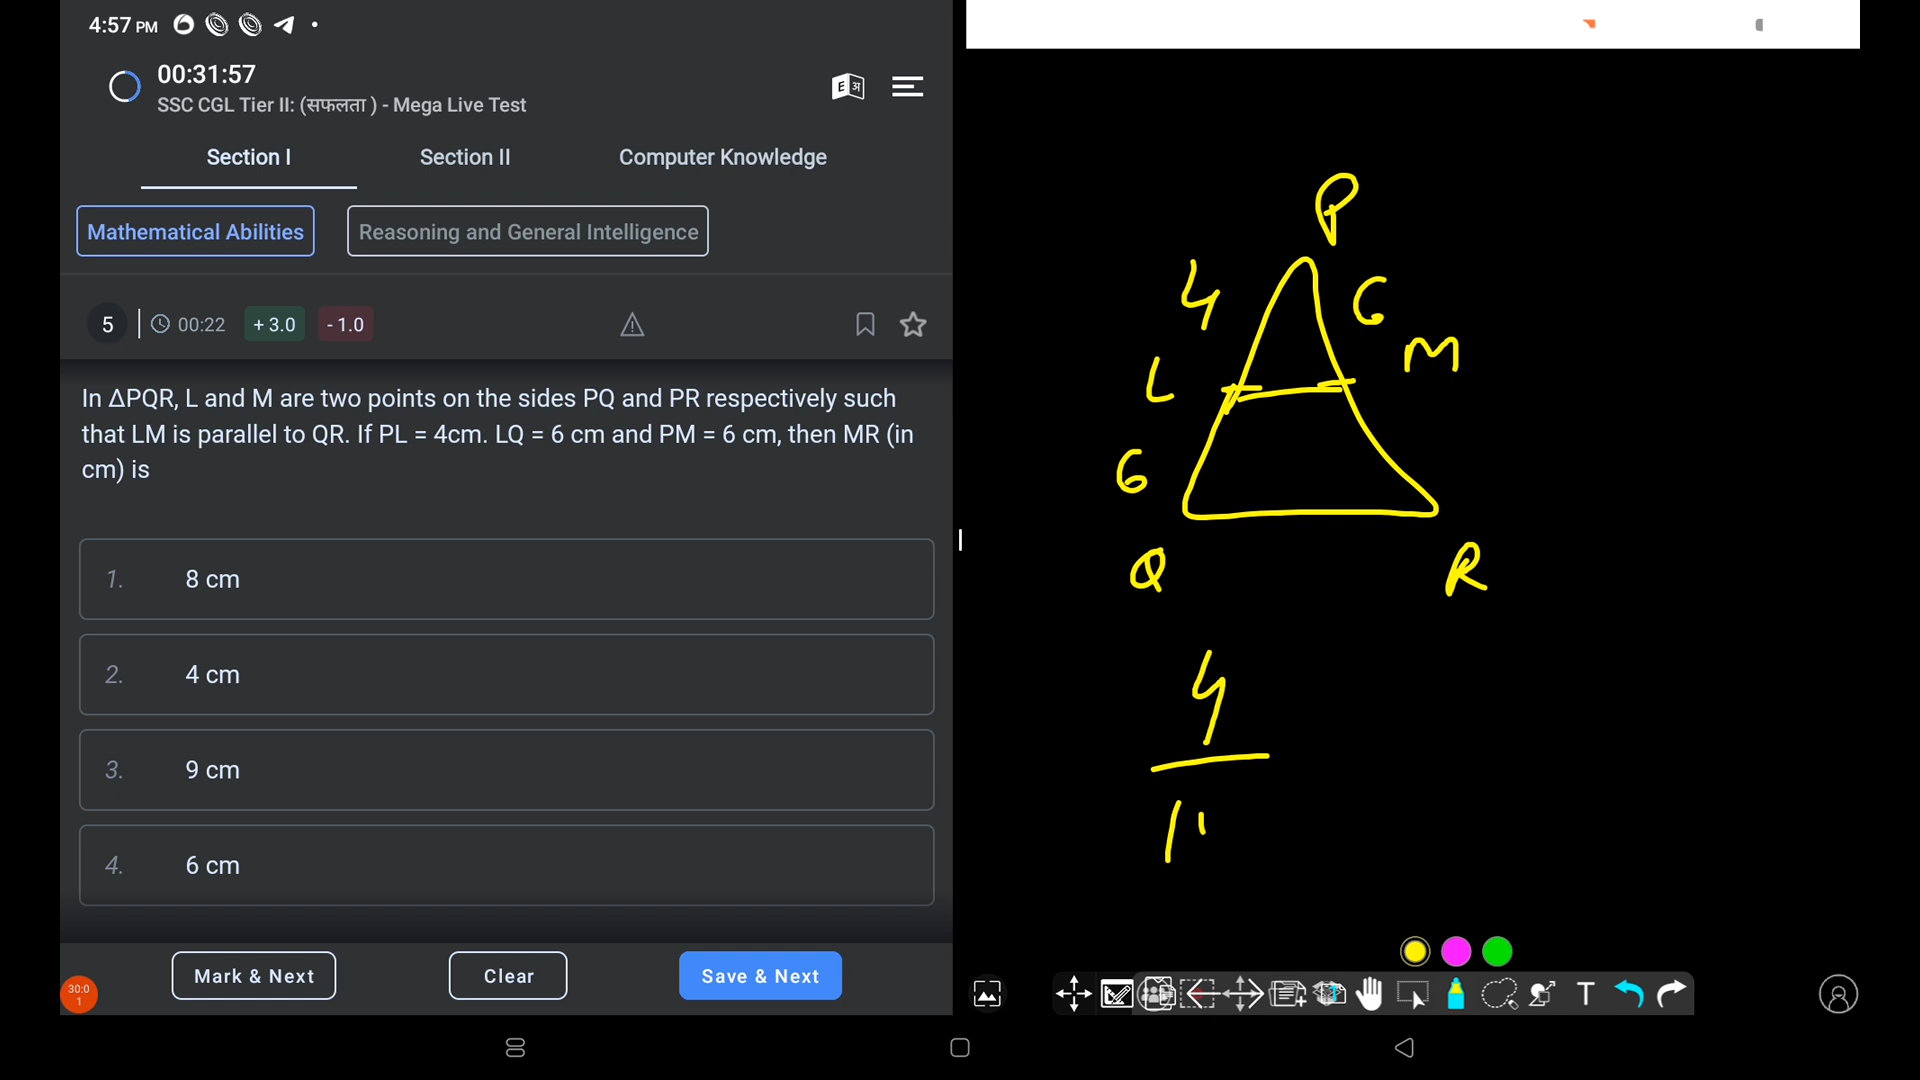 4:57 PM
00:31:57
SSC CGL Tier II: (सफलता ) - Mega Live Test
E अ
Section I
Section II
Computer Knowledge
Mathematical Abilities
Reasoning and General Intelligence
5
00:22
+ 3.0
- 1.0
In ΔPQR, L and M are two points on the sides PQ and PR respectively such
that LM is parallel to QR. If PL = 4cm. LQ = 6 cm and PM = 6 cm, then MR (in
cm) is
1. 8 cm
2. 4 cm
3. 9 cm
4. 6 cm
Mark & Next
Clear
Save & Next
30:0
1
P
4
6
M
L
6
Q
R
4
T